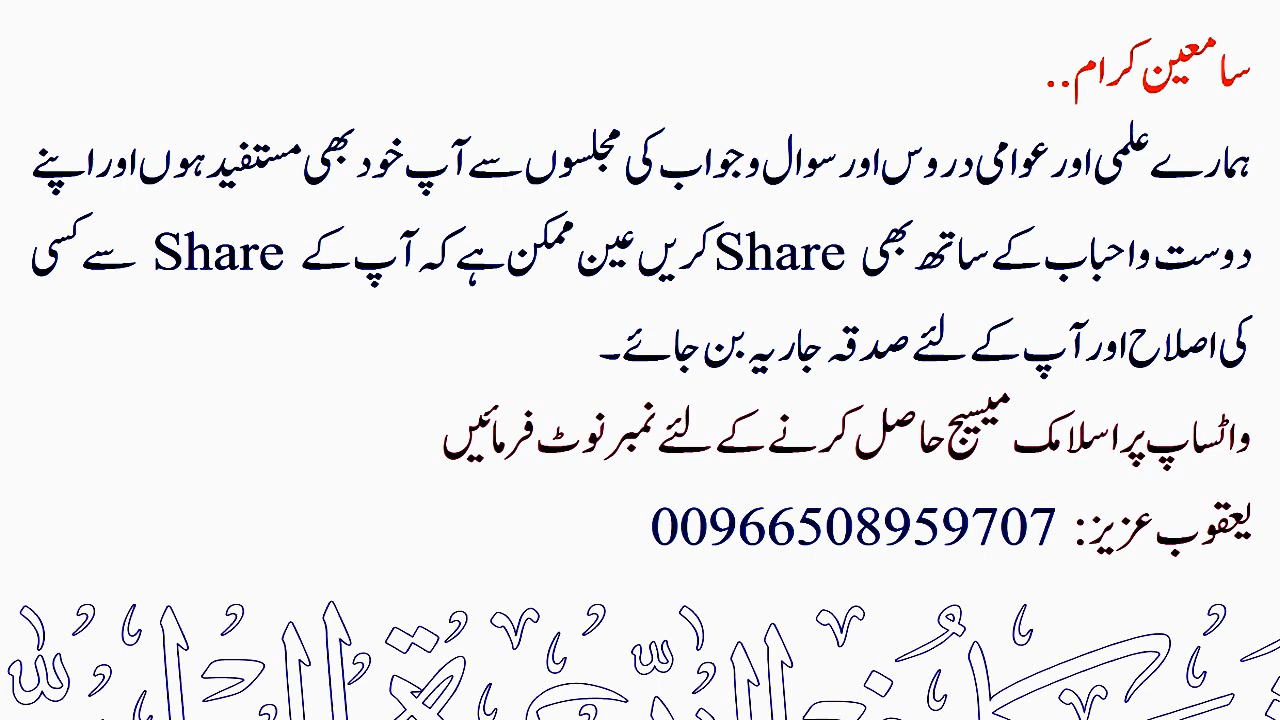 سامعین کرام..
ہمارے علمی اور عوامی دروس اور سوال و جواب کی مجلسوں سے آپ خود بھی مستفید ہوں اور اپنے
دوست واحباب کے ساتھ بھی Share کریں عین ممکن ہے کہ آپ کے Share سے کسی
کی اصلاح اور آپ کے لئے صدقہ جاریہ بن جائے۔
واٹساپ پر اسلامک میسیج حاصل کرنے کے لئے نمبر نوٹ فرمائیں
یعقوب عزیز: 00966508959707